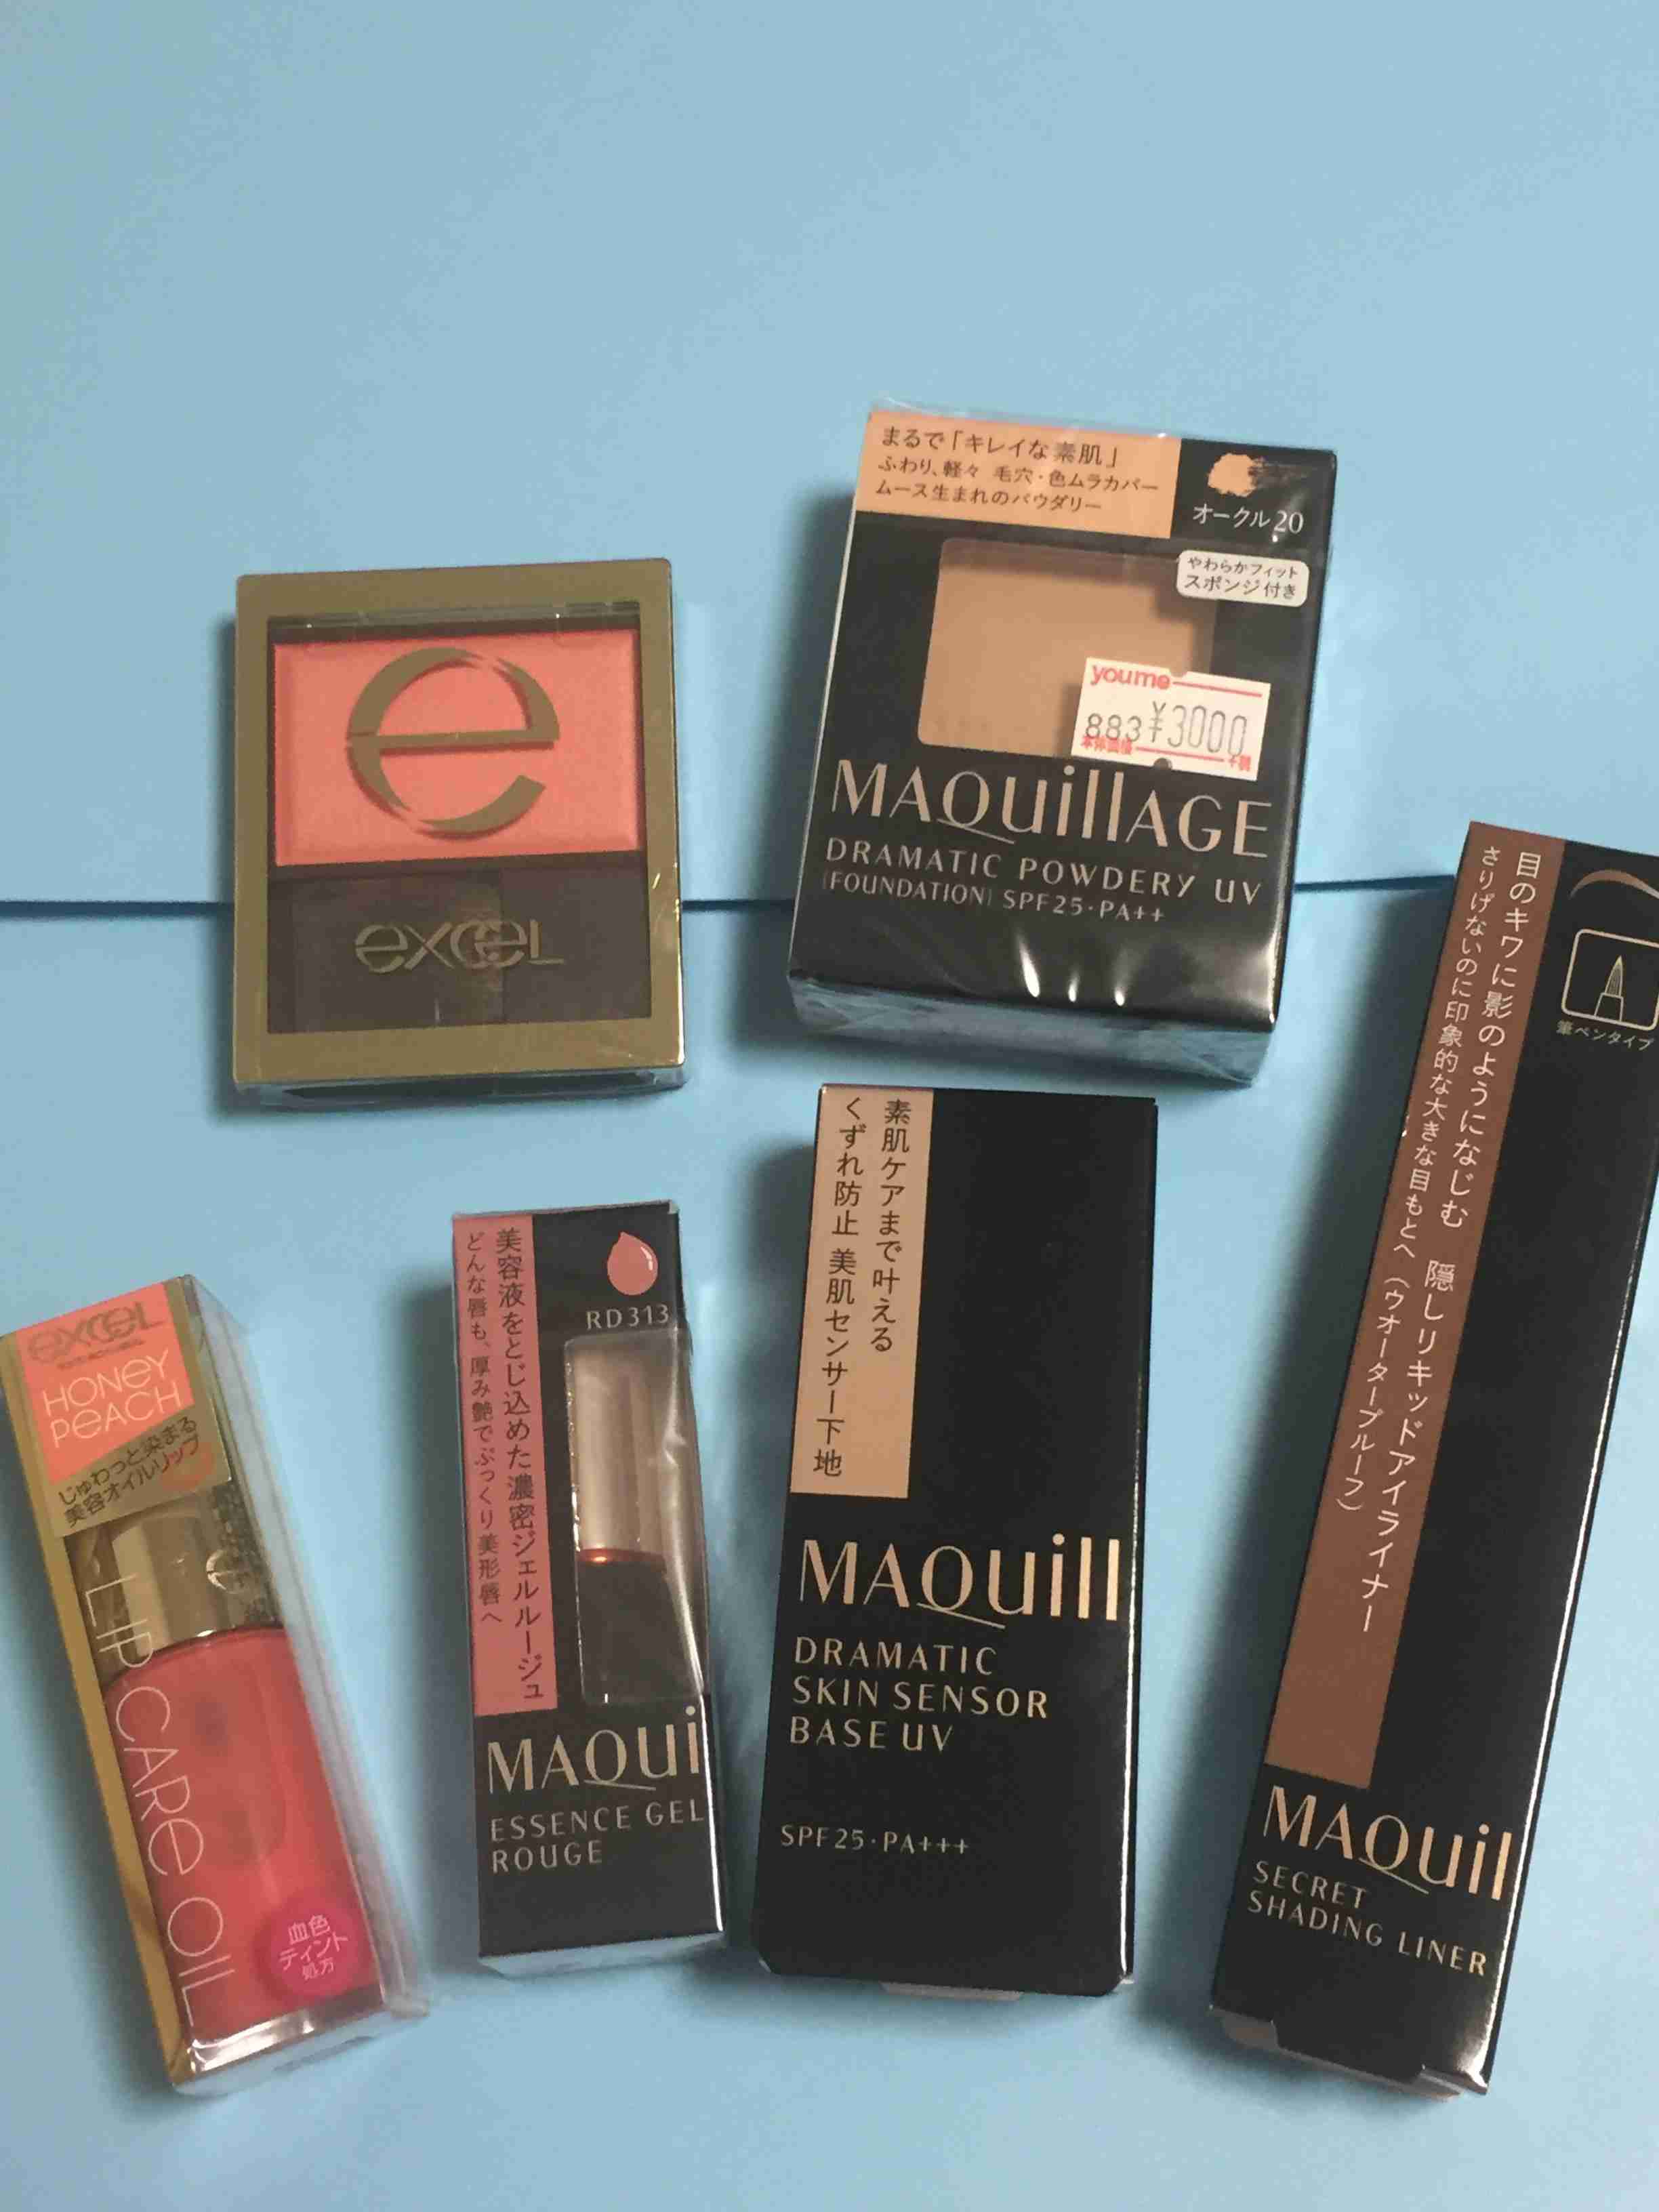 まるで「キレイな素肌」
ふわり、軽々 毛穴・色ムラカバー
ムース生まれのパウダリー
オークル20
やわらかフィット
スポンジ付き
youme
883 ¥3000
本体価格
MAQuillAGE
DRAMATIC POWDERY UV
(FOUNDATION) SPF25・PA++
e
excel
目のキワに影のようになじむ 隠しリキッドアイライナー
さりげないのに印象的な大きな目もとへ (ウオータープルーフ)
筆ペンタイプ
MAQuil
SECRET
SHADING LINER
素肌ケアまで叶える
くずれ防止 美肌センサー下地
MAQuill
DRAMATIC
SKIN SENSOR
BASE UV
SPF25・PA+++
美容液をとじ込めた濃密ジェルルージュ
どんな唇も、厚み艶でぷっくり美形唇へ
RD313
MAQui
ESSENCE GEL
ROUGE
excel
HONEY
PEACH
じゅわっと染まる
美容オイルリップ
e
LIP CARE OIL
血色
ティント
処方